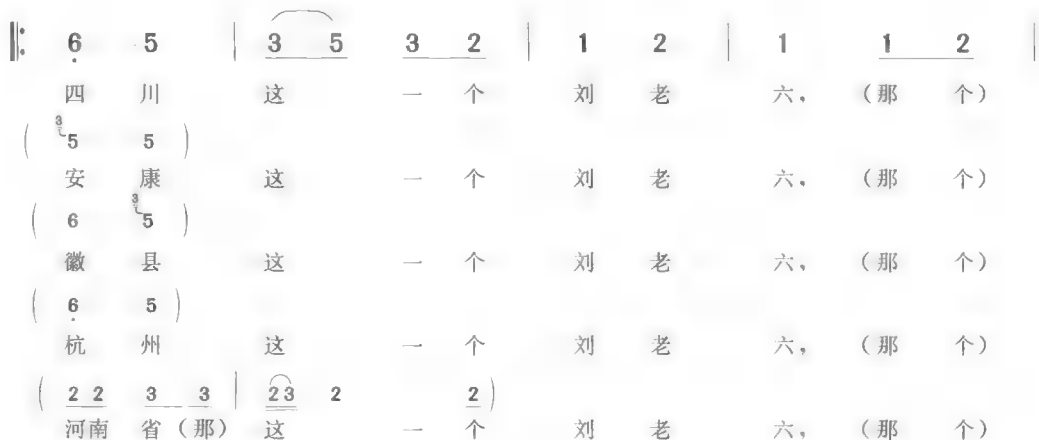 ‖: 6̣ 5 | 3 5 3 2 | 1 2 | 1 1 2 |
四 川 这 一 个 刘 老 六， （那 个）
( 3 5 5 )
安 康 这 一 个 刘 老 六， （那 个）
( 6 3 5 )
徽 县 这 一 个 刘 老 六， （那 个）
( 6̣ 5 )
杭 州 这 一 个 刘 老 六， （那 个）
( 2 2 3 3 | 2 3 2 2 )
河 南 省 （那） 这 一 个 刘 老 六， （那 个）